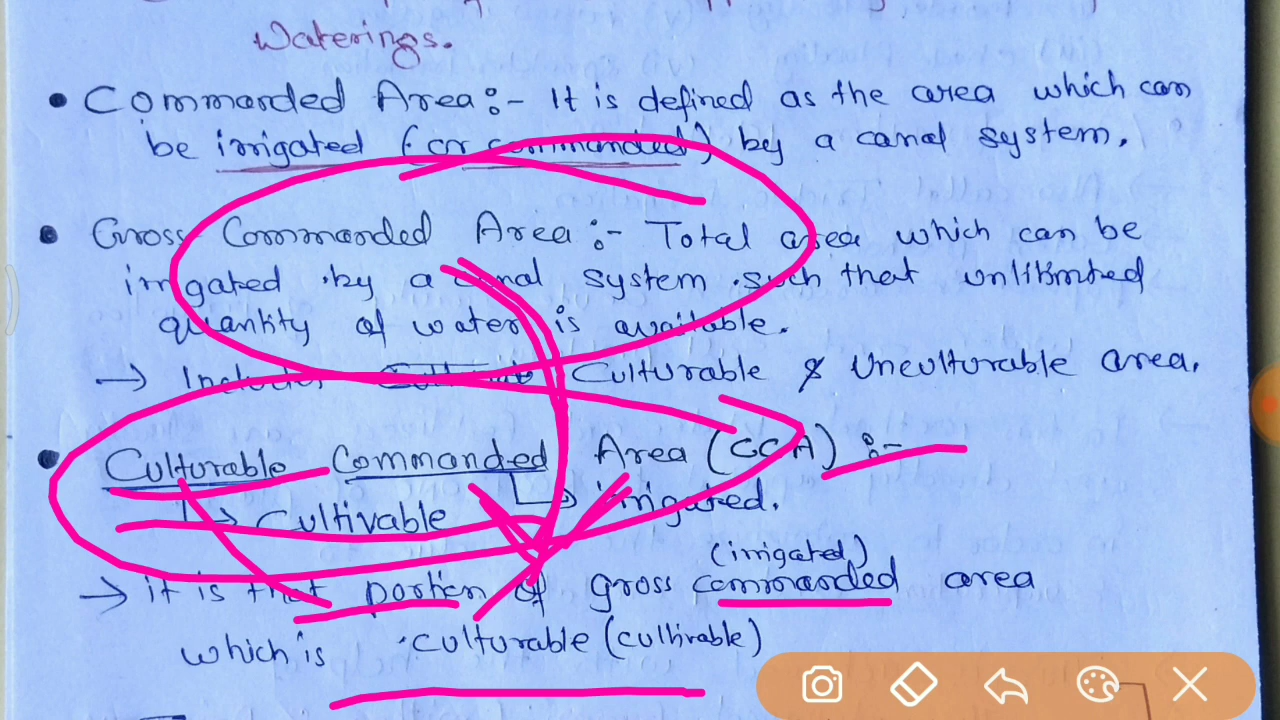 Waterings.
• Commanded Area:- It is defined as the area which can
be irrigated (or commanded) by a canal system.
• Gross Commanded Area:- Total area which can be
irrigated by a canal system such that unlimited
quantity of water is available.
→ Includes Culturable & Unculturable area.
• Culturable Commanded Area (CCA) :-
↳ Cultivable ↳ irrigated.
(irrigated)
→ it is that portion of gross commanded area
which is culturable (cultivable)